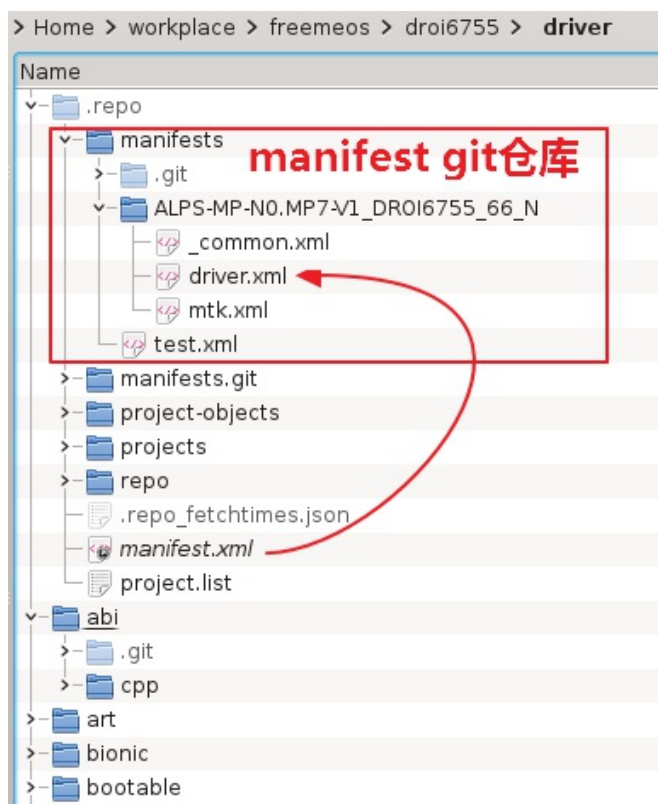 > Home > workplace > freemeos > droi6755 > driver
Name
.repo
manifests
manifest git仓库
.git
ALPS-MP-N0.MP7-V1_DROI6755_66_N
_common.xml
driver.xml
mtk.xml
test.xml
manifests.git
project-objects
projects
repo
.repo_fetchtimes.json
manifest.xml
project.list
abi
.git
cpp
art
bionic
bootable